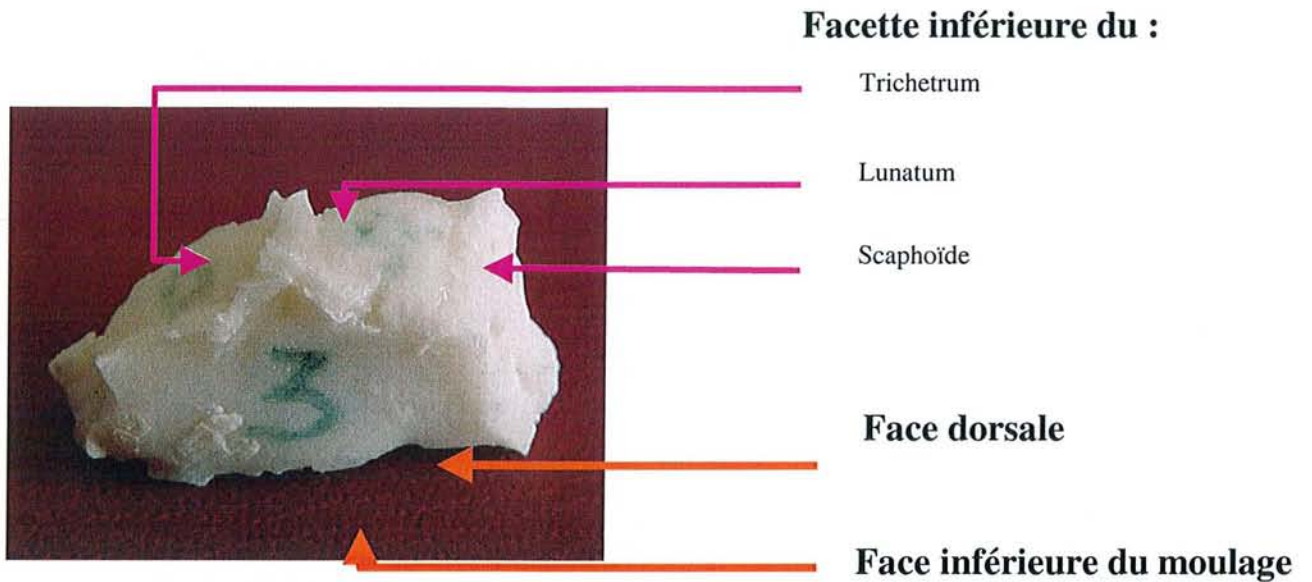 Facette inférieure du :
Trichetrum
Lunatum
Scaphoïde
3
Face dorsale
Face inférieure du moulage